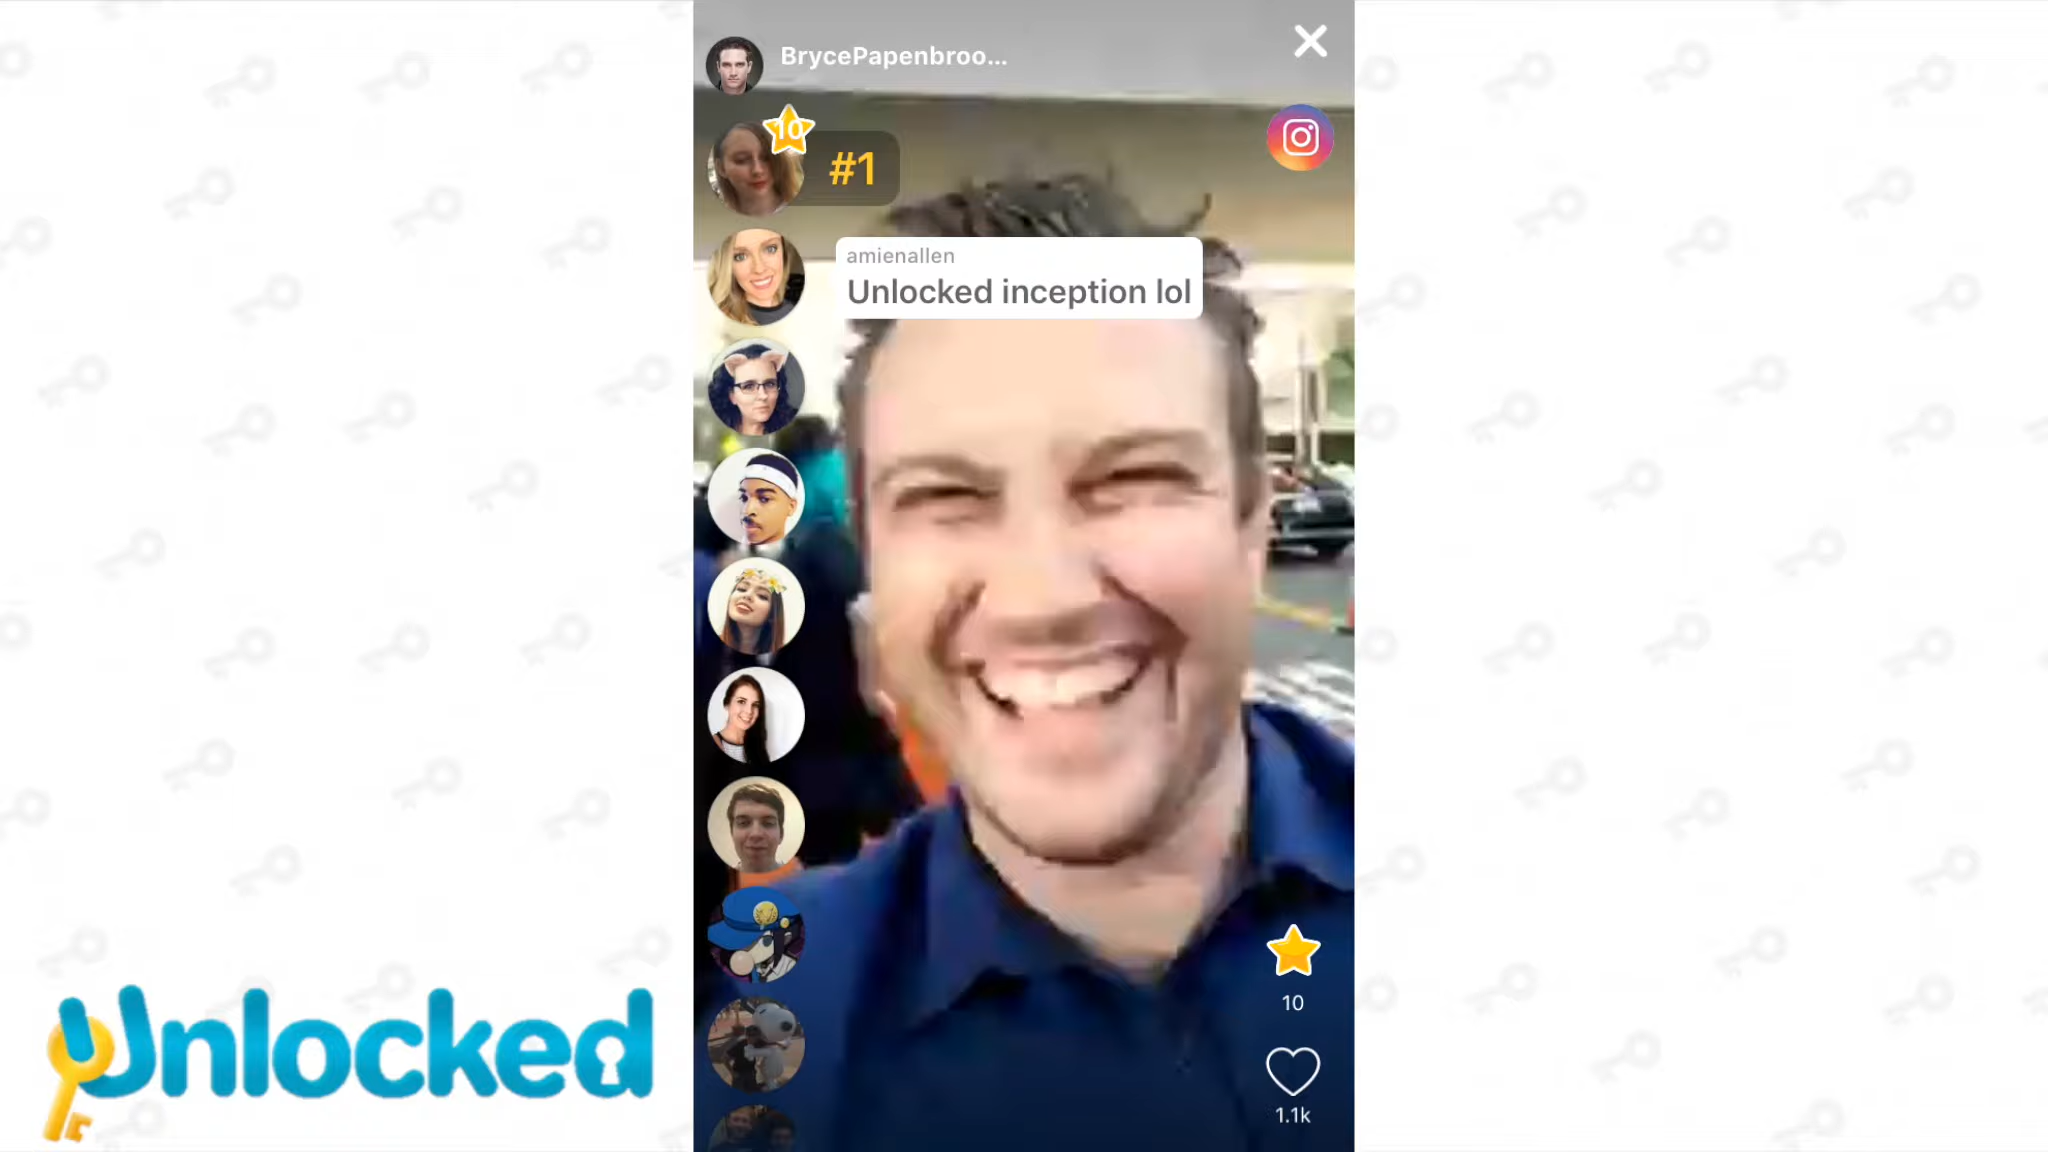 BrycePapenbroo...
10
#1
amienallen
Unlocked inception lol
10
1.1k
Unlocked